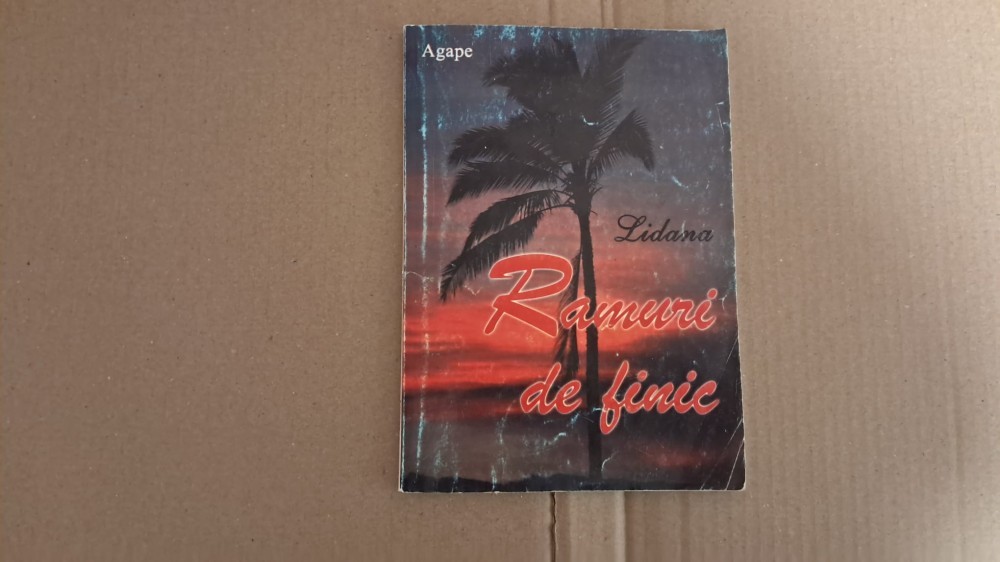 Agape
Lidana
Ramuri
de finic